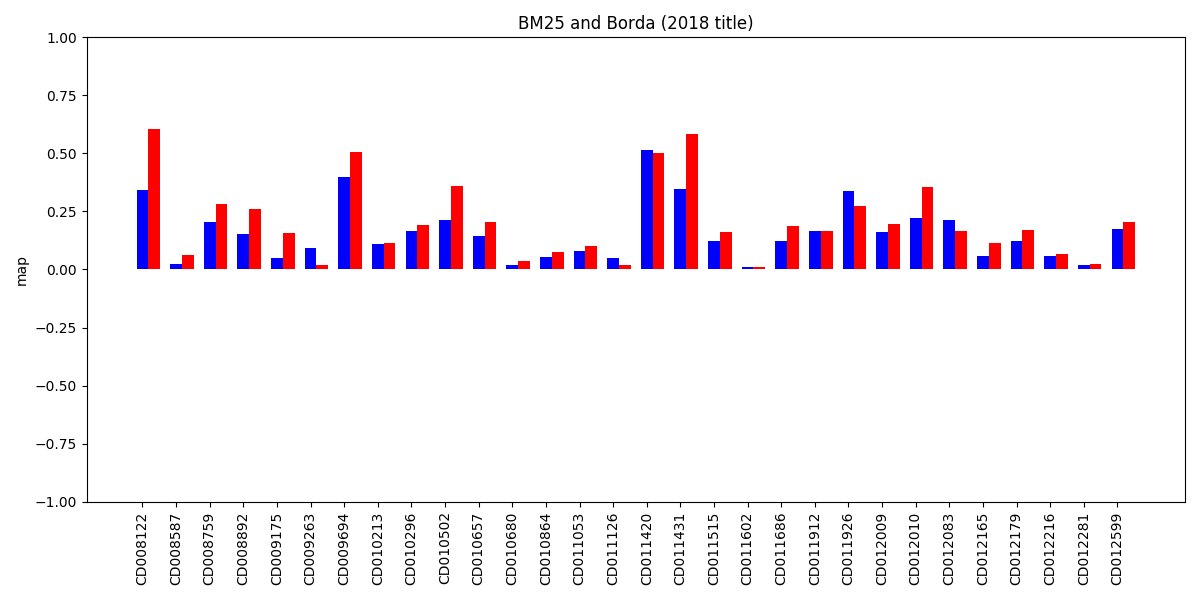 BM25 and Borda (2018 title)
1.00
0.75
0.50
0.25
0.00
−0.25
−0.50
−0.75
−1.00
map
CD008122
CD008587
CD008759
CD008892
CD009175
CD009263
CD009694
CD010213
CD010296
CD010502
CD010657
CD010680
CD010864
CD011053
CD011126
CD011420
CD011431
CD011515
CD011602
CD011686
CD011912
CD011926
CD012009
CD012010
CD012083
CD012165
CD012179
CD012216
CD012281
CD012599